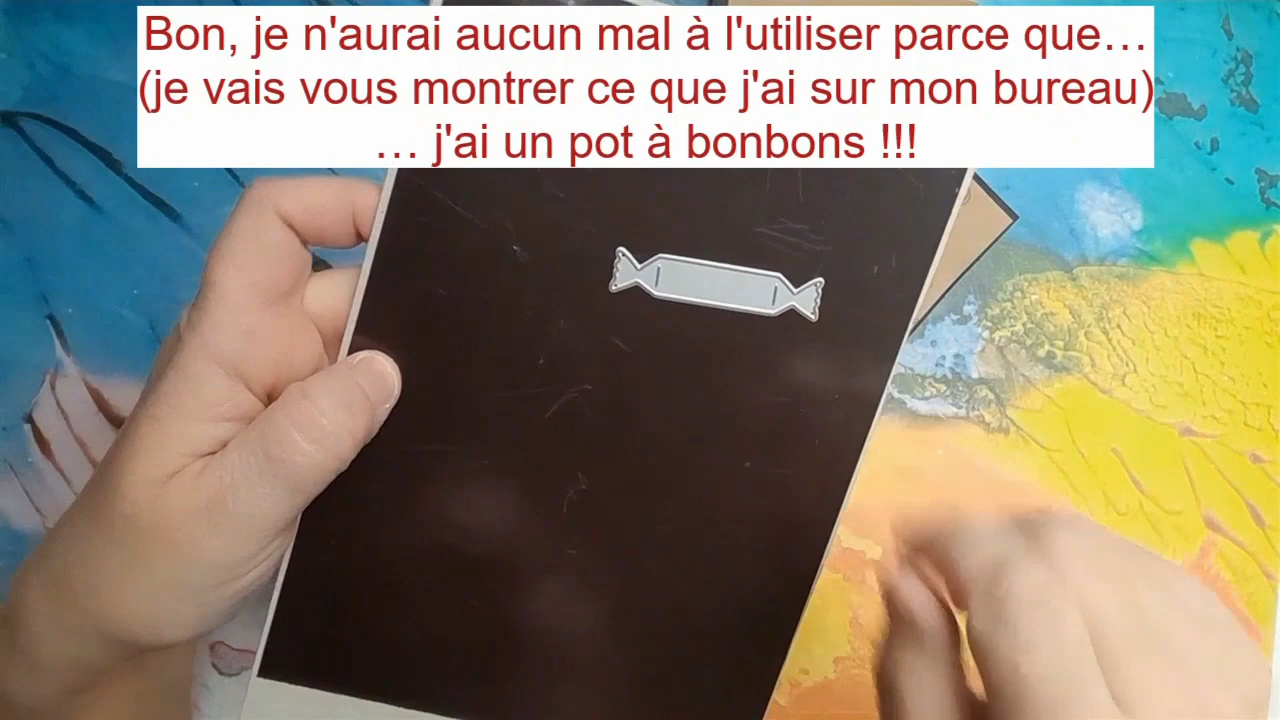 Bon, je n'aurai aucun mal à l'utiliser parce que…
(je vais vous montrer ce que j'ai sur mon bureau)
… j'ai un pot à bonbons !!!